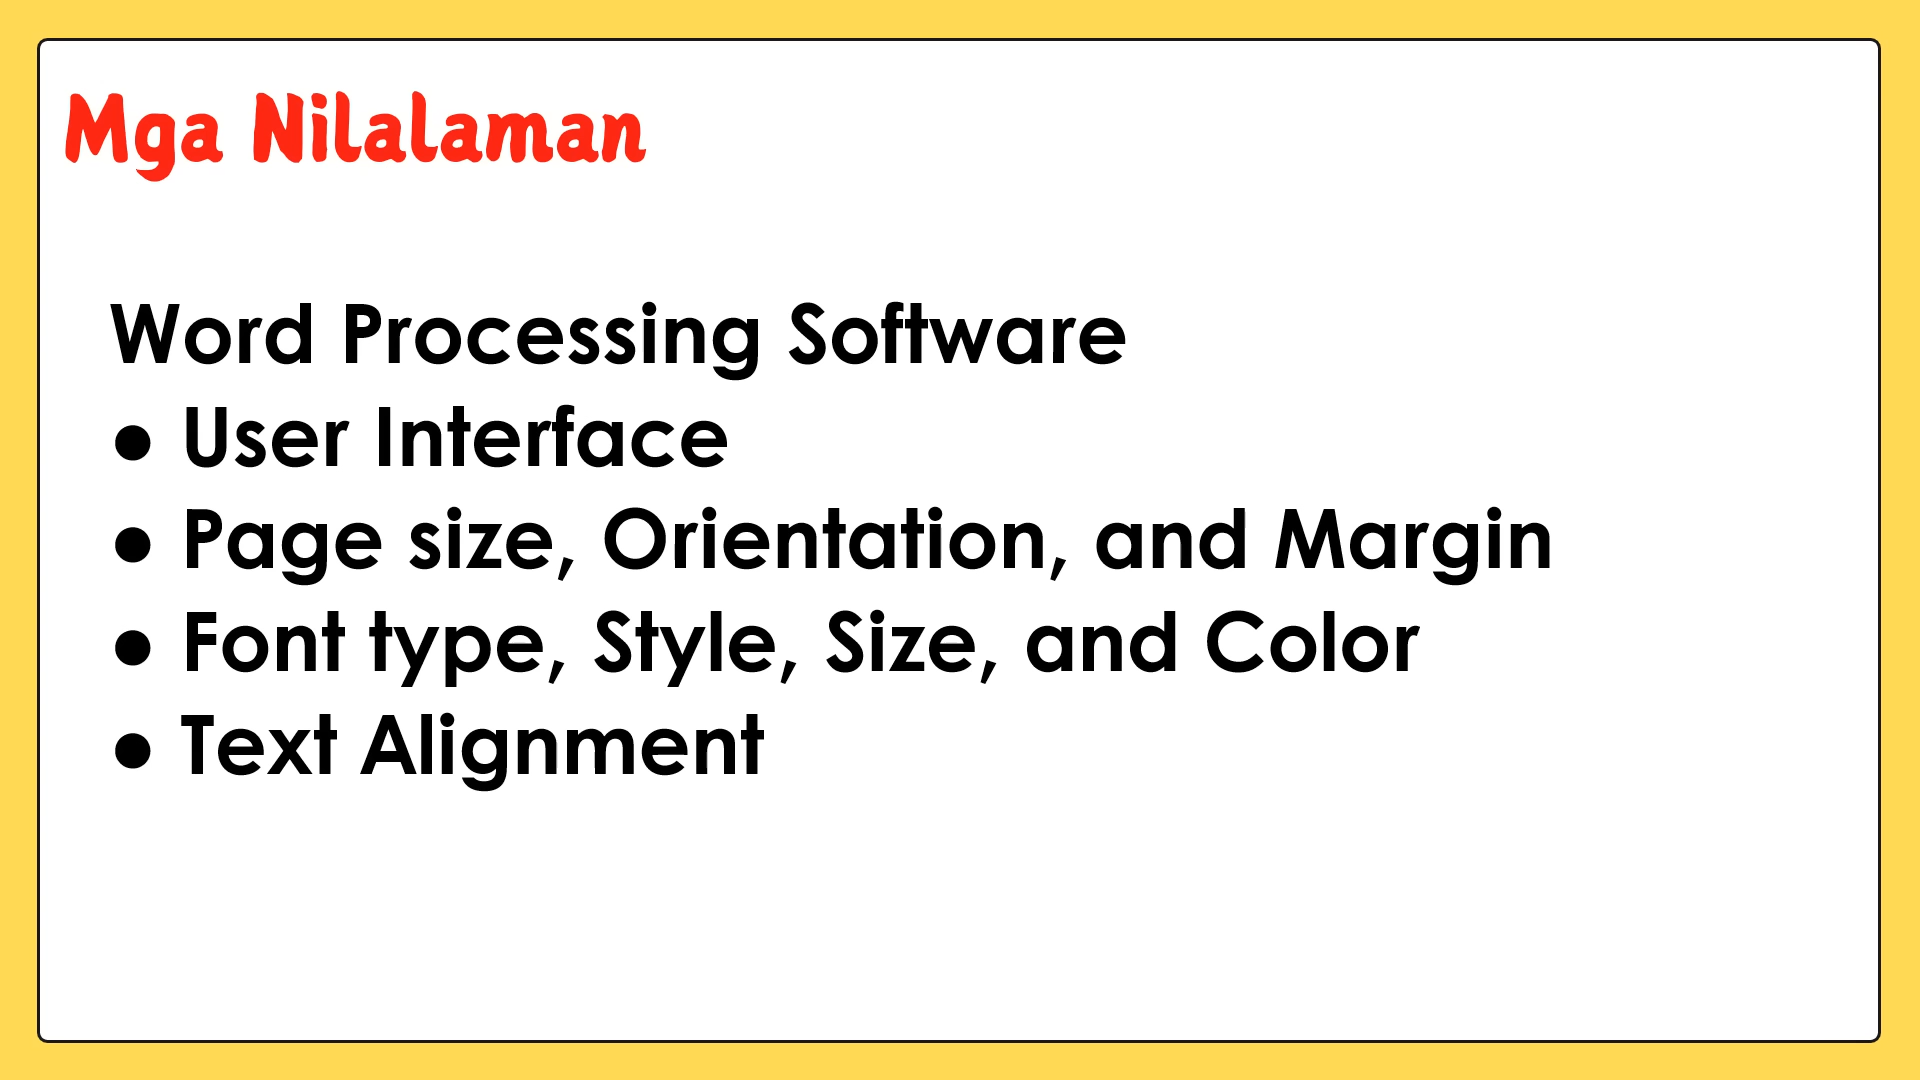 Mga Nilalaman
Word Processing Software
● User Interface
● Page size, Orientation, and Margin
● Font type, Style, Size, and Color
● Text Alignment